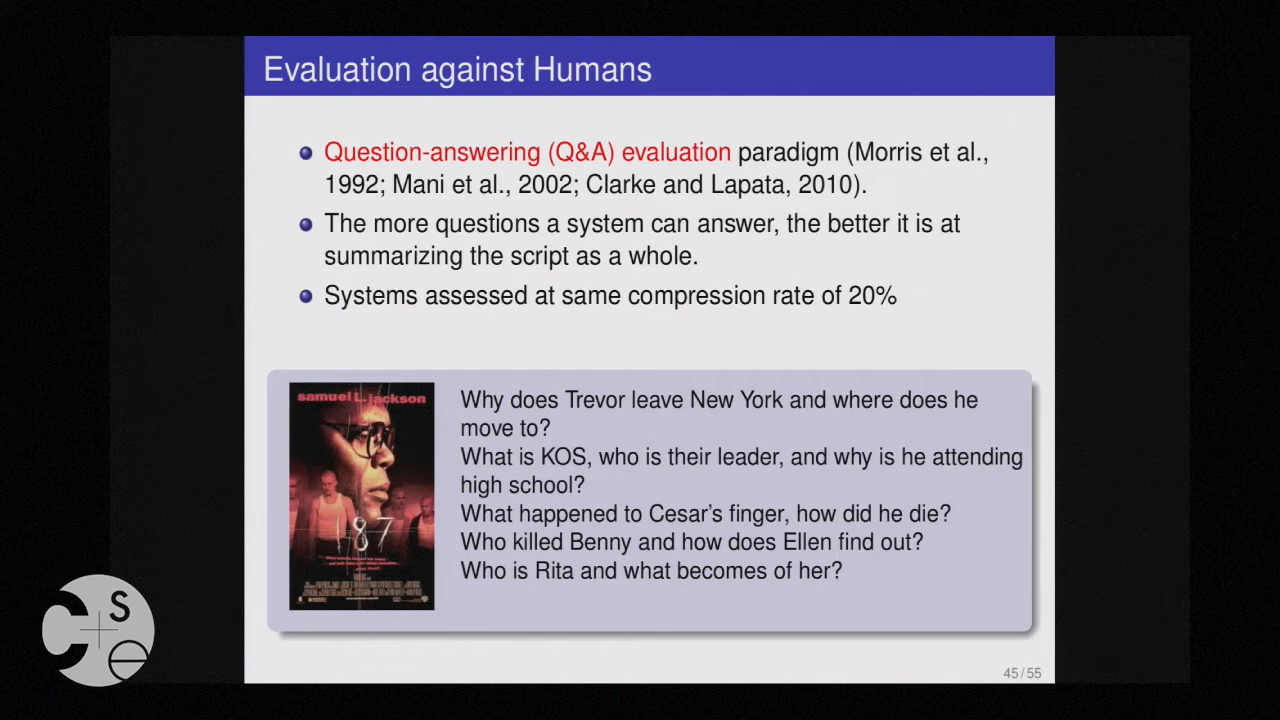 Evaluation against Humans
Question-answering (Q&A) evaluation paradigm (Morris et al.,
1992; Mani et al., 2002; Clarke and Lapata, 2010).
The more questions a system can answer, the better it is at
summarizing the script as a whole.
Systems assessed at same compression rate of 20%
samuel L. jackson
187
Why does Trevor leave New York and where does he
move to?
What is KOS, who is their leader, and why is he attending
high school?
What happened to Cesar's finger, how did he die?
Who killed Benny and how does Ellen find out?
Who is Rita and what becomes of her?
C+se
45/55